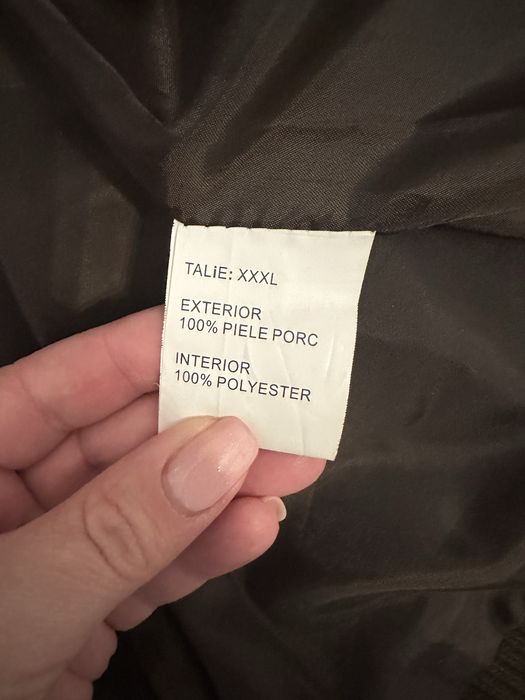 TALiE: XXXL
EXTERIOR
100% PIELE PORC
INTERIOR
100% POLYESTER